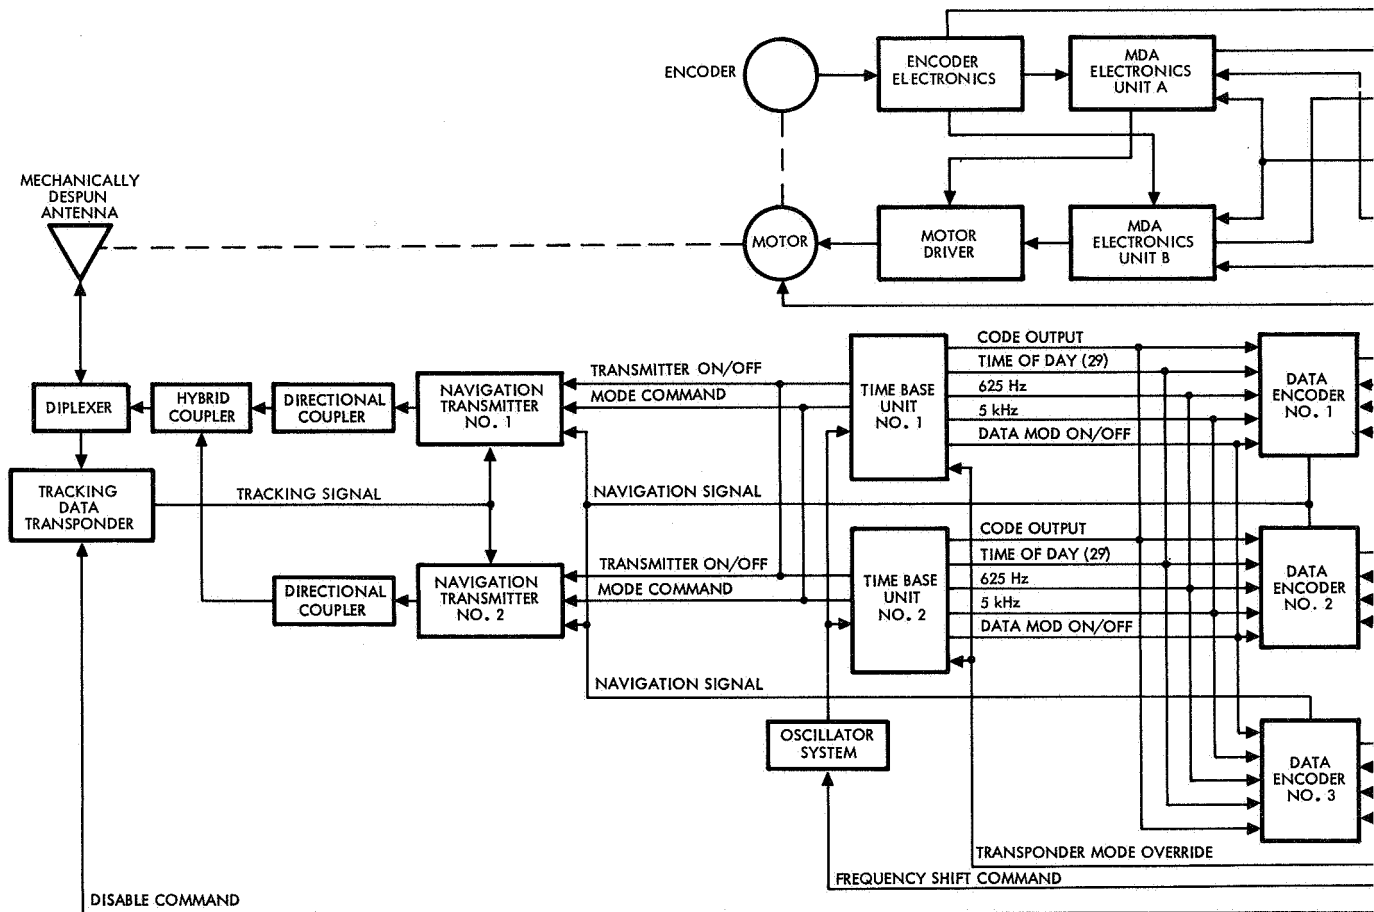 ENCODER
ENCODER
ELECTRONICS
MDA
ELECTRONICS
UNIT A
MECHANICALLY
DESPUN
ANTENNA
MOTOR
MOTOR
DRIVER
MDA
ELECTRONICS
UNIT B
DIPLEXER
HYBRID
COUPLER
DIRECTIONAL
COUPLER
NAVIGATION
TRANSMITTER
NO. 1
TRANSMITTER ON/OFF
MODE COMMAND
TIME BASE
UNIT
NO. 1
CODE OUTPUT
TIME OF DAY (29)
625 Hz
5 kHz
DATA MOD ON/OFF
DATA
ENCODER
NO. 1
TRACKING
DATA
TRANSPONDER
TRACKING SIGNAL
NAVIGATION SIGNAL
DIRECTIONAL
COUPLER
NAVIGATION
TRANSMITTER
NO. 2
TRANSMITTER ON/OFF
MODE COMMAND
TIME BASE
UNIT
NO. 2
CODE OUTPUT
TIME OF DAY (29)
625 Hz
5 kHz
DATA MOD ON/OFF
DATA
ENCODER
NO. 2
NAVIGATION SIGNAL
OSCILLATOR
SYSTEM
DATA
ENCODER
NO. 3
TRANSPONDER MODE OVERRIDE
FREQUENCY SHIFT COMMAND
DISABLE COMMAND